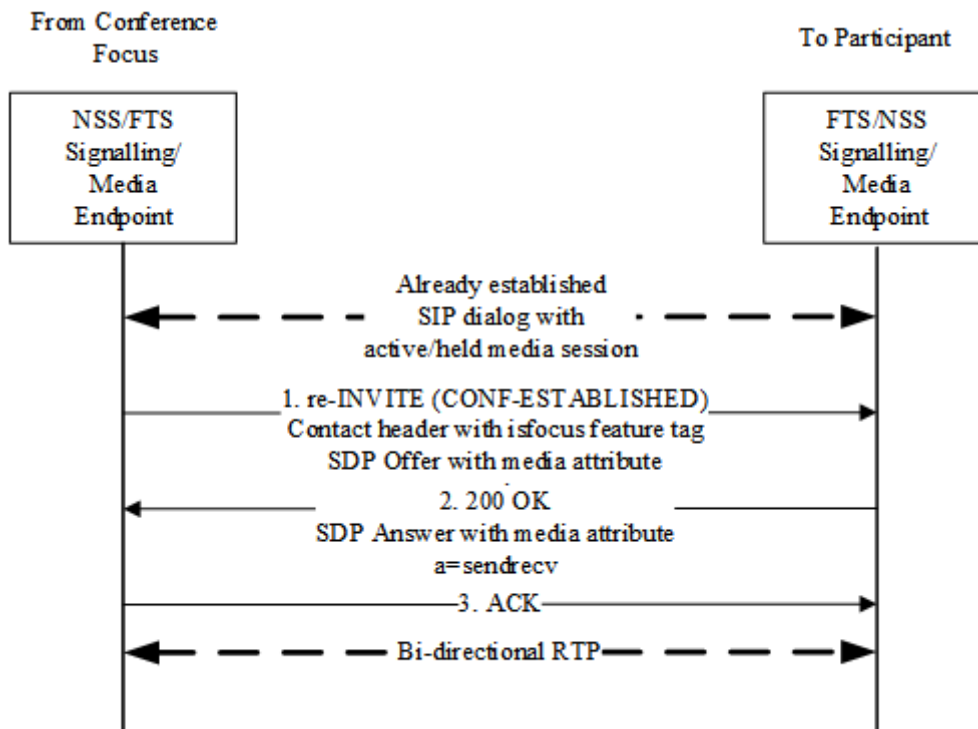 From Conference
Focus
To Participant
NSS/FTS
Signalling/
Media
Endpoint
FTS/NSS
Signalling/
Media
Endpoint
Already established
SIP dialog with
active/held media session
1. re-INVITE (CONF-ESTABLISHED)
Contact header with isfocus feature tag
SDP Offer with media attribute
2. 200 OK
SDP Answer with media attribute
a=sendrecv
3. ACK
Bi-directional RTP